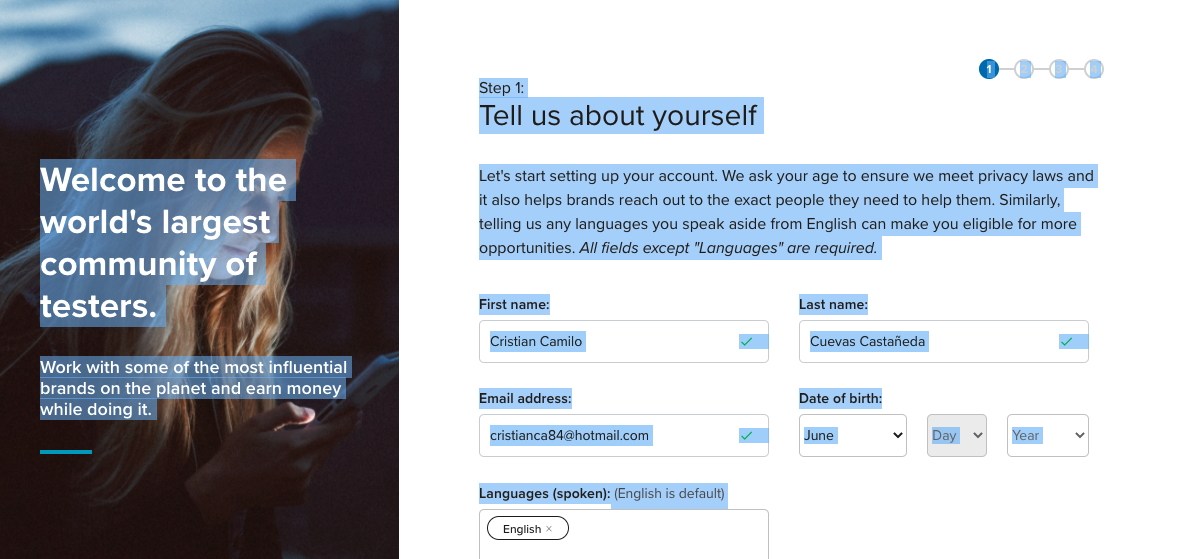 Welcome to the
world's largest
community of
testers.
Work with some of the most influential
brands on the planet and earn money
while doing it.
1
Step 1:
Tell us about yourself
Let's start setting up your account. We ask your age to ensure we meet privacy laws and
it also helps brands reach out to the exact people they need to help them. Similarly,
telling us any languages you speak aside from English can make you eligible for more
opportunities. All fields except "Languages" are required.
First name: Last name:
Cristian Camilo Cuevas Castañeda
Email address: Date of birth:
cristianca84@hotmail.com June Day Year
Languages (spoken): (English is default)
English ×